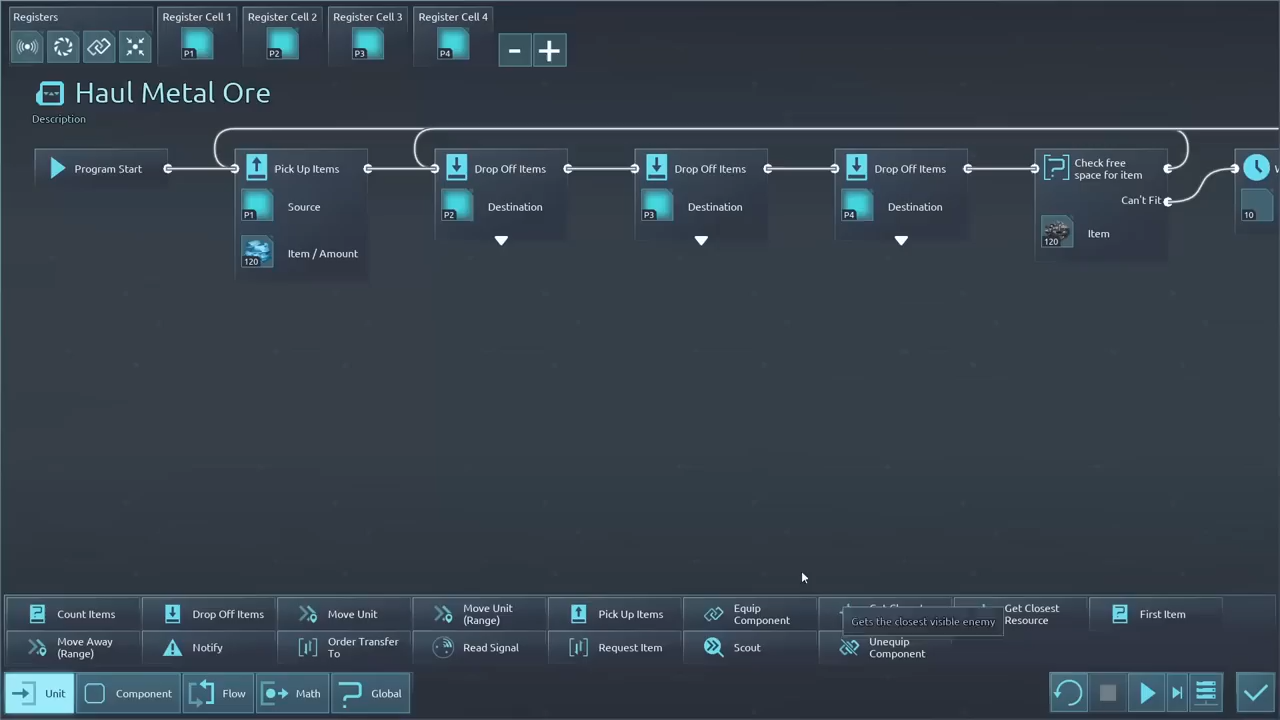 Registers
Register Cell 1
Register Cell 2
Register Cell 3
Register Cell 4
P1
P2
P3
P4
Haul Metal Ore
Description
Program Start
Pick Up Items
P1
Source
120
Item / Amount
Drop Off Items
P2
Destination
Drop Off Items
P3
Destination
Drop Off Items
P4
Destination
Check free
space for item
Can't Fit
120
Item
10
Count Items
Drop Off Items
Move Unit
Move Unit
(Range)
Pick Up Items
Equip
Component
Gets the closest visible enemy
Get Closest
Resource
First Item
Move Away
(Range)
Notify
Order Transfer
To
Read Signal
Request Item
Scout
Unequip
Component
Unit
Component
Flow
Math
Global